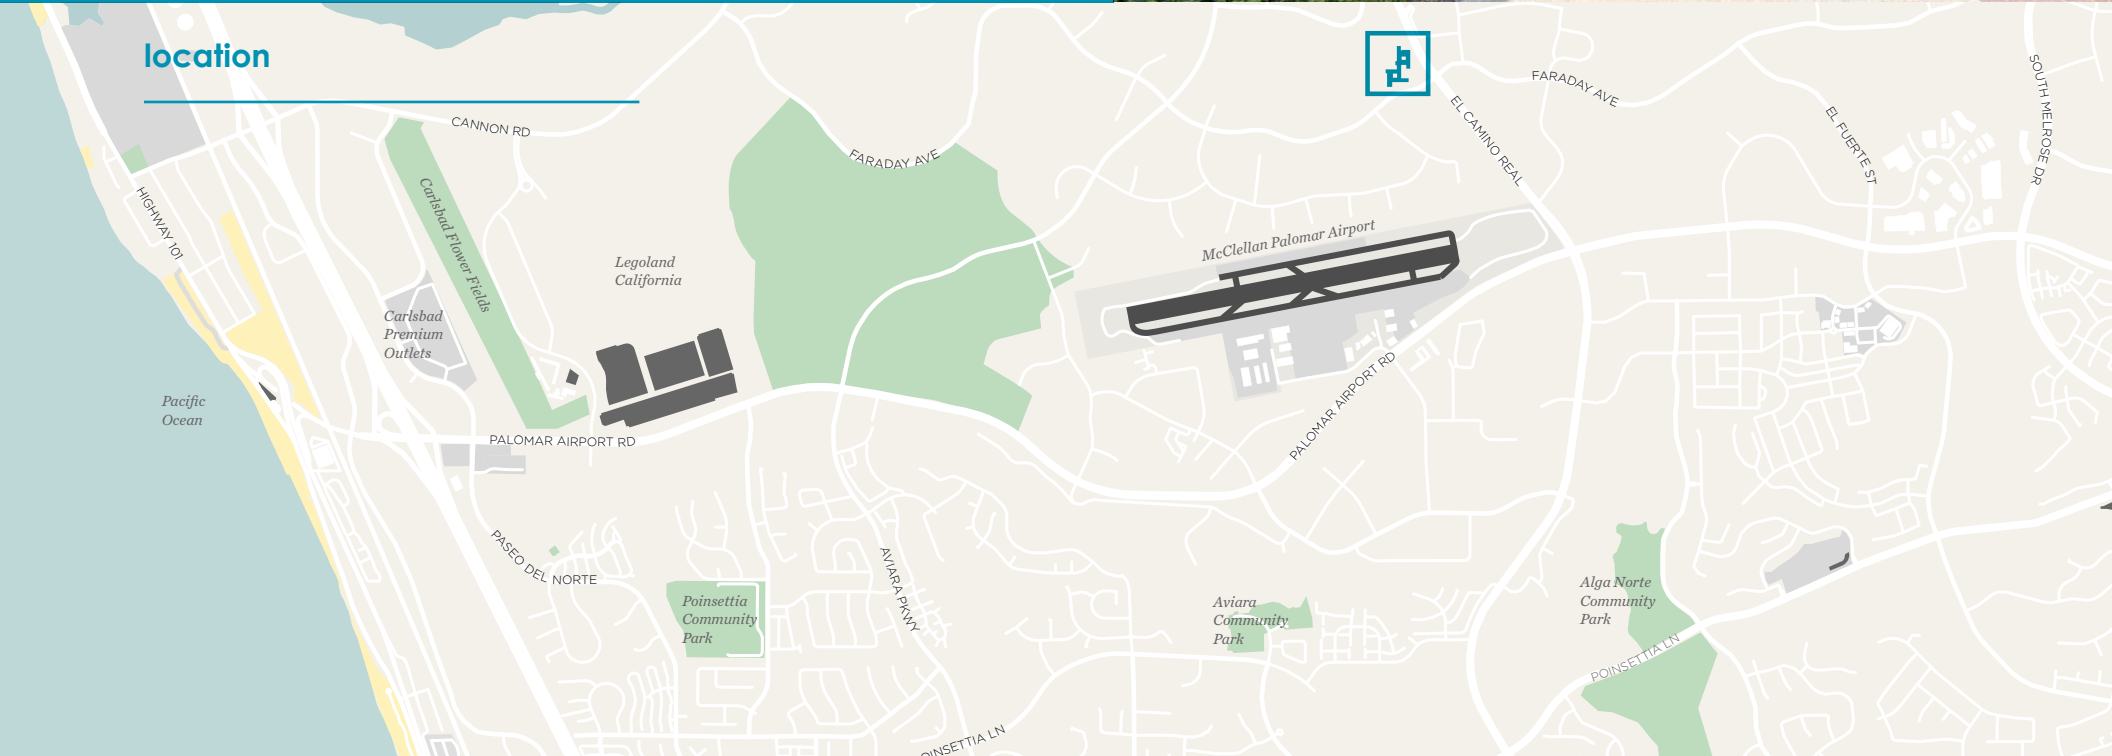 location
CANNON RD
FARADAY AVE
FARADAY AVE
EL CAMINO REAL
EL FUERTE ST
SOUTH MELROSE DR
HIGHWAY 101
Carlsbad Flower Fields
Legoland
California
McClellan Palomar Airport
Carlsbad
Premium
Outlets
Pacific
Ocean
PALOMAR AIRPORT RD
PALOMAR AIRPORT RD
PASEO DEL NORTE
AVIARA PKWY
Poinsettia
Community
Park
Aviara
Community
Park
Alga Norte
Community
Park
POINSETTIA LN
OINSETTIA LN